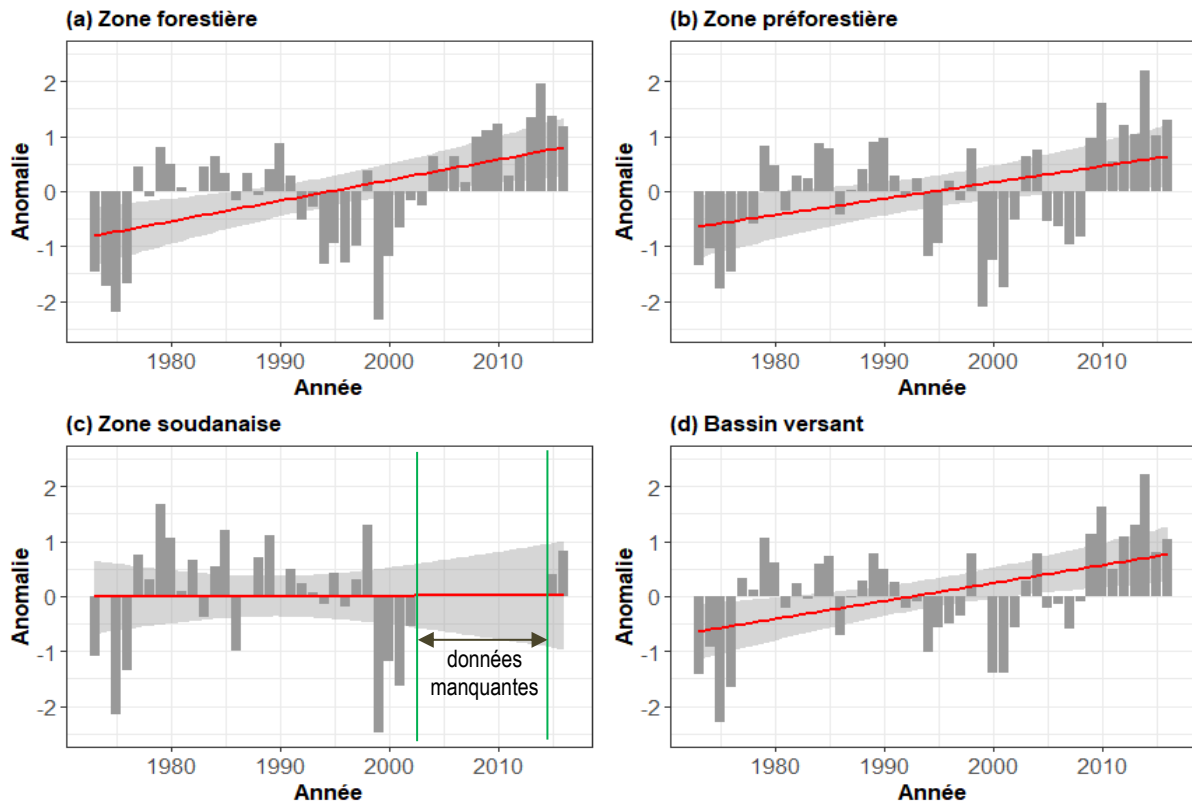 (a) Zone forestière
Anomalie
2
1
0
-1
-2
1980 1990 2000 2010
Année
(b) Zone préforestière
Anomalie
2
1
0
-1
-2
1980 1990 2000 2010
Année
(c) Zone soudanaise
Anomalie
2
1
0
-1
-2
données
manquantes
1980 1990 2000 2010
Année
(d) Bassin versant
Anomalie
2
1
0
-1
-2
1980 1990 2000 2010
Année